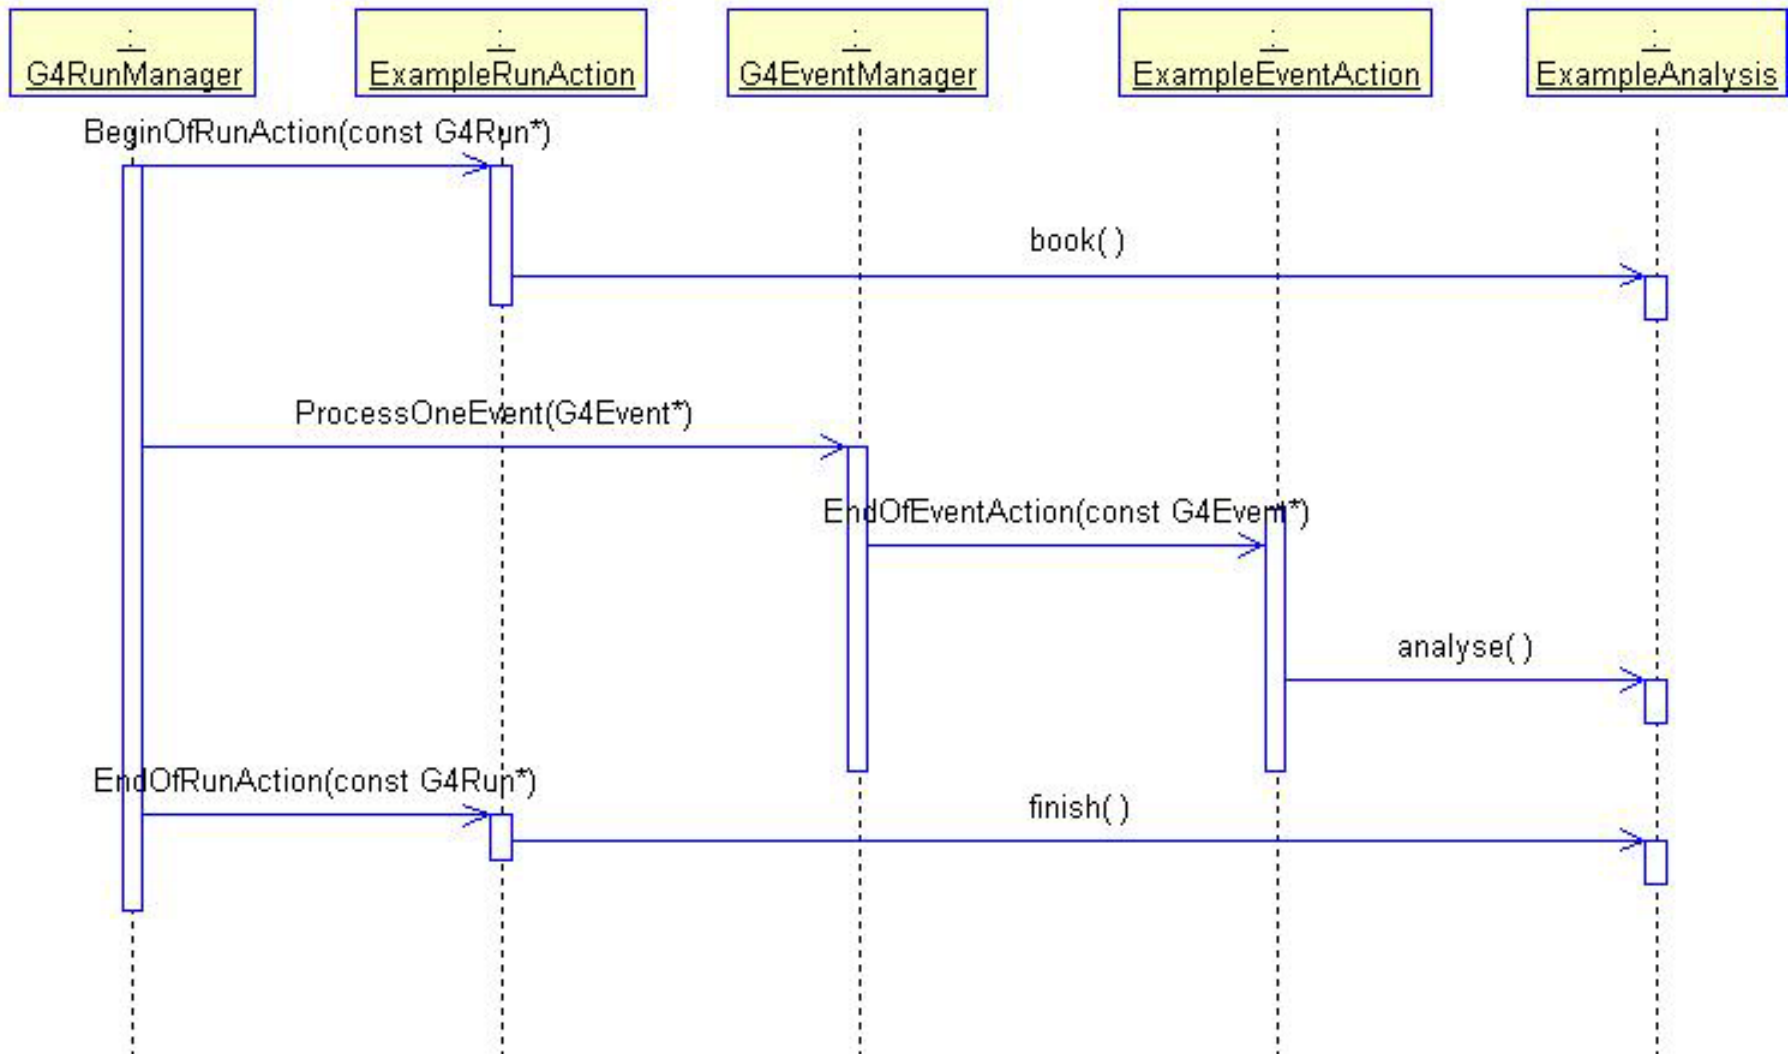 :
G4RunManager
:
ExampleRunAction
:
G4EventManager
:
ExampleEventAction
:
ExampleAnalysis
BeginOfRunAction(const G4Run*)
book( )
ProcessOneEvent(G4Event*)
EndOfEventAction(const G4Event*)
analyse( )
EndOfRunAction(const G4Run*)
finish( )